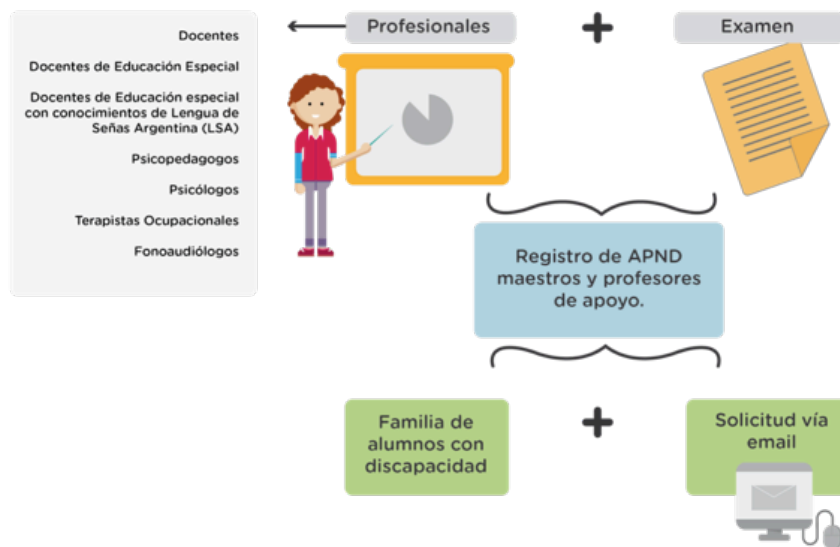 Profesionales
Examen
Docentes
Docentes de Educación Especial
Docentes de Educación especial
con conocimientos de Lengua de
Señas Argentina (LSA)
Psicopedagogos
Psicólogos
Terapistas Ocupacionales
Fonoaudiólogos
Registro de APND
maestros y profesores
de apoyo.
Familia de
alumnos con
discapacidad
Solicitud vía
email